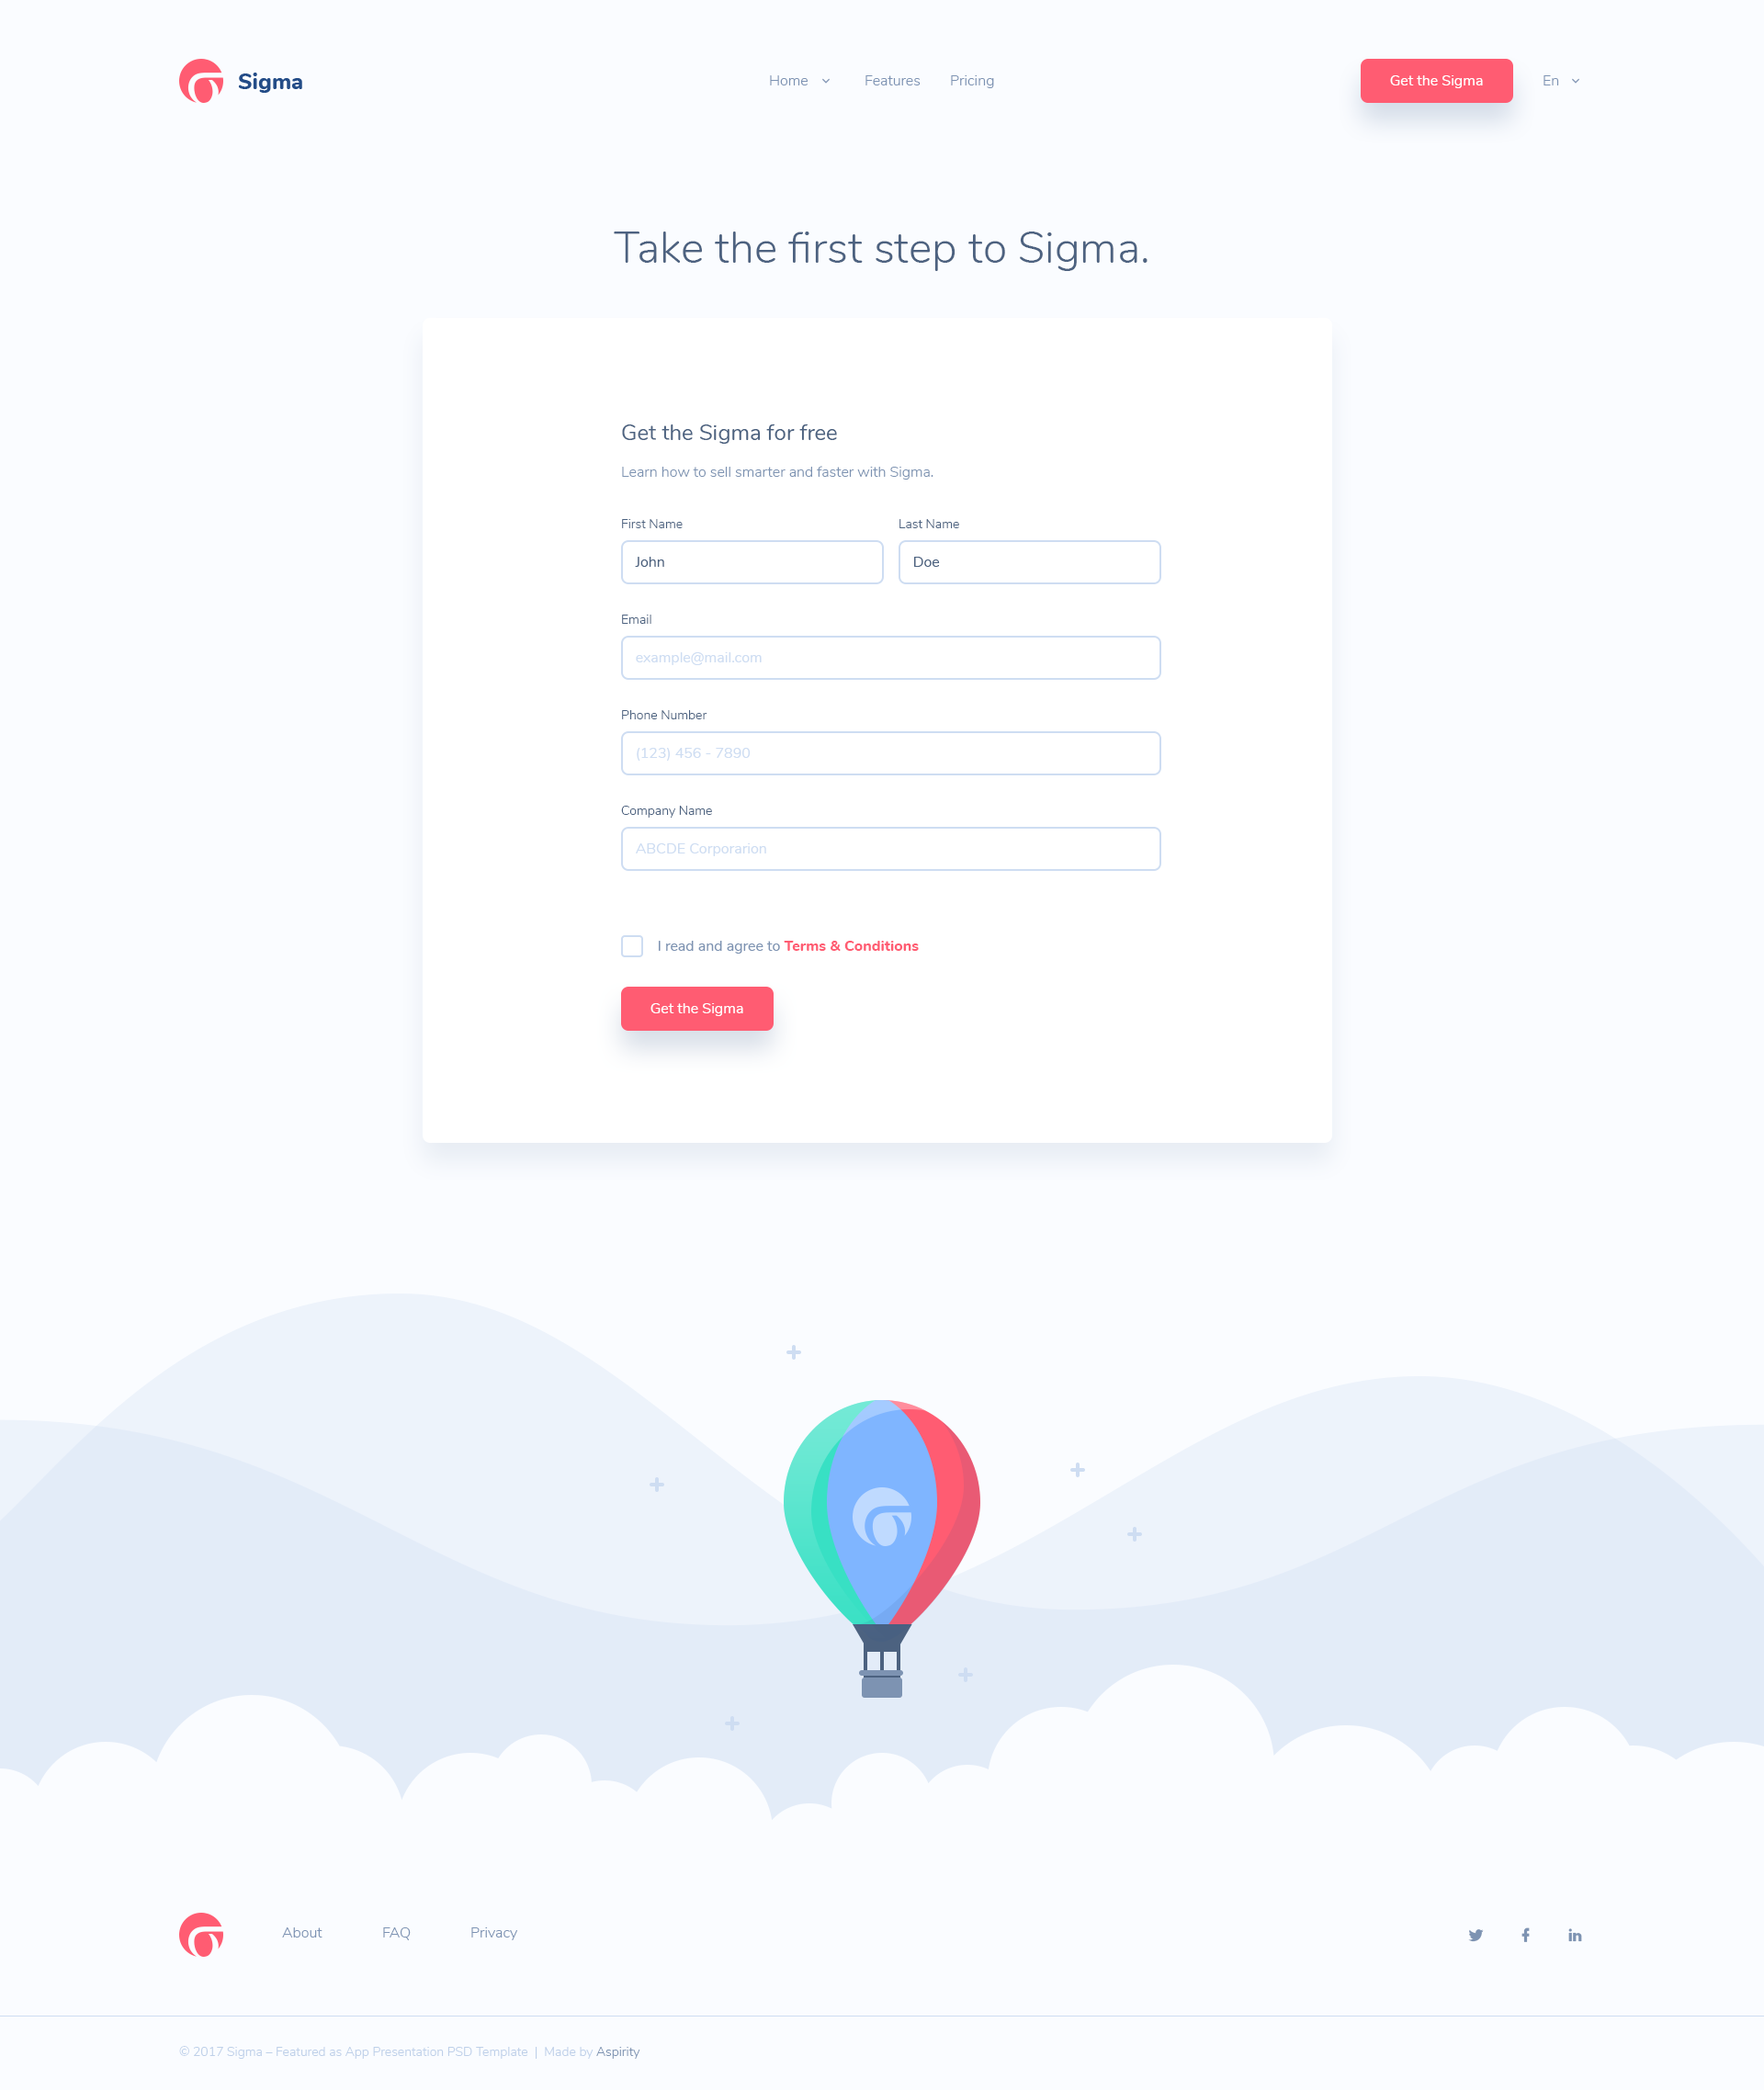 Sigma
Home Features Pricing
Get the Sigma En
Take the first step to Sigma.
Get the Sigma for free
Learn how to sell smarter and faster with Sigma.
First Name Last Name
John Doe
Email
example@mail.com
Phone Number
(123) 456 - 7890
Company Name
ABCDE Corporarion
I read and agree to Terms & Conditions
Get the Sigma
About FAQ Privacy
© 2017 Sigma – Featured as App Presentation PSD Template | Made by Aspirity